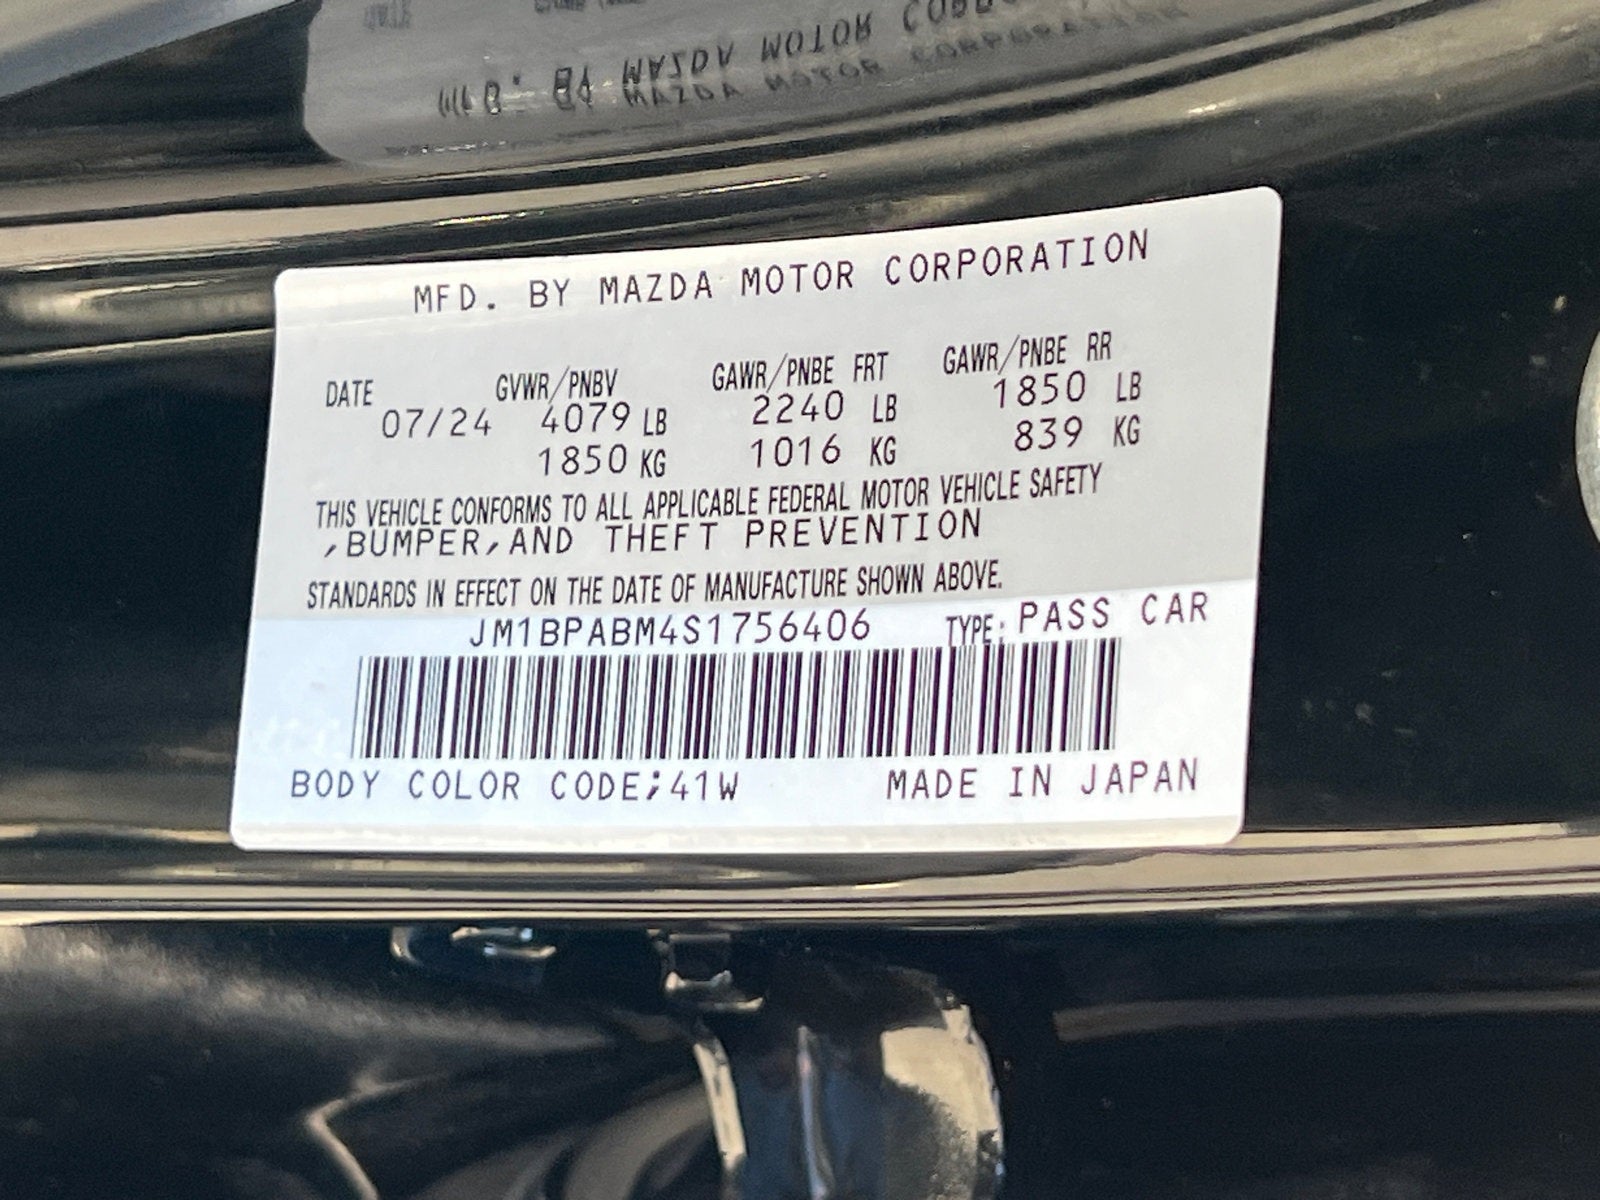 MFD. BY MAZDA MOTOR CORPORATION
DATE GVWR/PNBV GAWR/PNBE FRT GAWR/PNBE RR
07/24 4079 LB 2240 LB 1850 LB
1850 KG 1016 KG 839 KG
THIS VEHICLE CONFORMS TO ALL APPLICABLE FEDERAL MOTOR VEHICLE SAFETY
,BUMPER,AND THEFT PREVENTION
STANDARDS IN EFFECT ON THE DATE OF MANUFACTURE SHOWN ABOVE.
JM1BPABM4S1756406 TYPE: PASS CAR
BODY COLOR CODE;41W MADE IN JAPAN